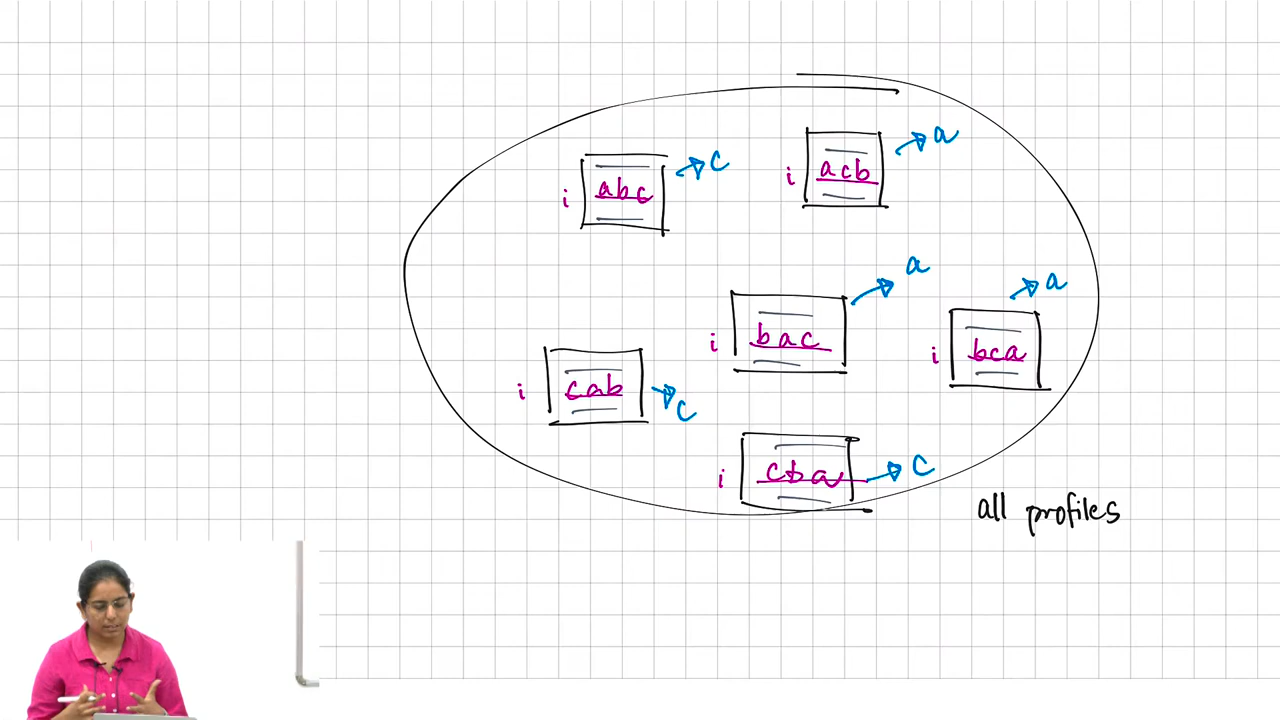 i abc → c
i acb → a
i bac → a
i bca → a
i cab → c
i cba → c
all profiles